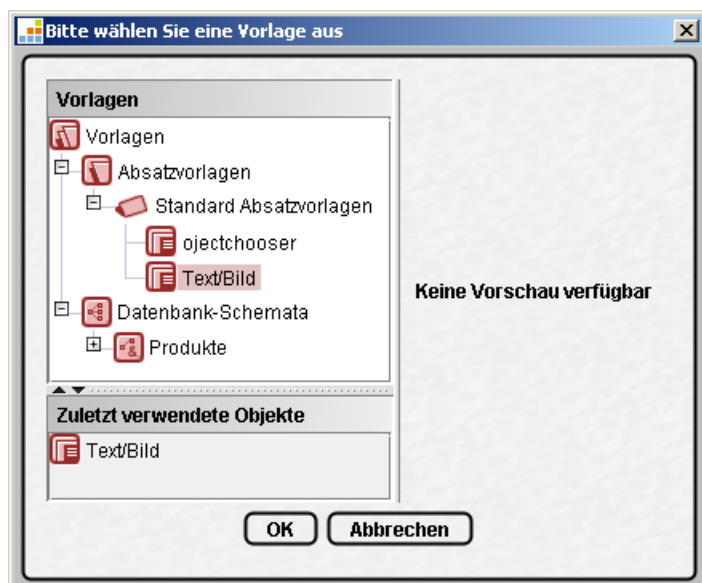 Bitte wählen Sie eine Vorlage aus
Vorlagen
Vorlagen
Absatzvorlagen
Standard Absatzvorlagen
ojectchooser
Text/Bild
Datenbank-Schemata
Produkte
Keine Vorschau verfügbar
Zuletzt verwendete Objekte
Text/Bild
OK Abbrechen